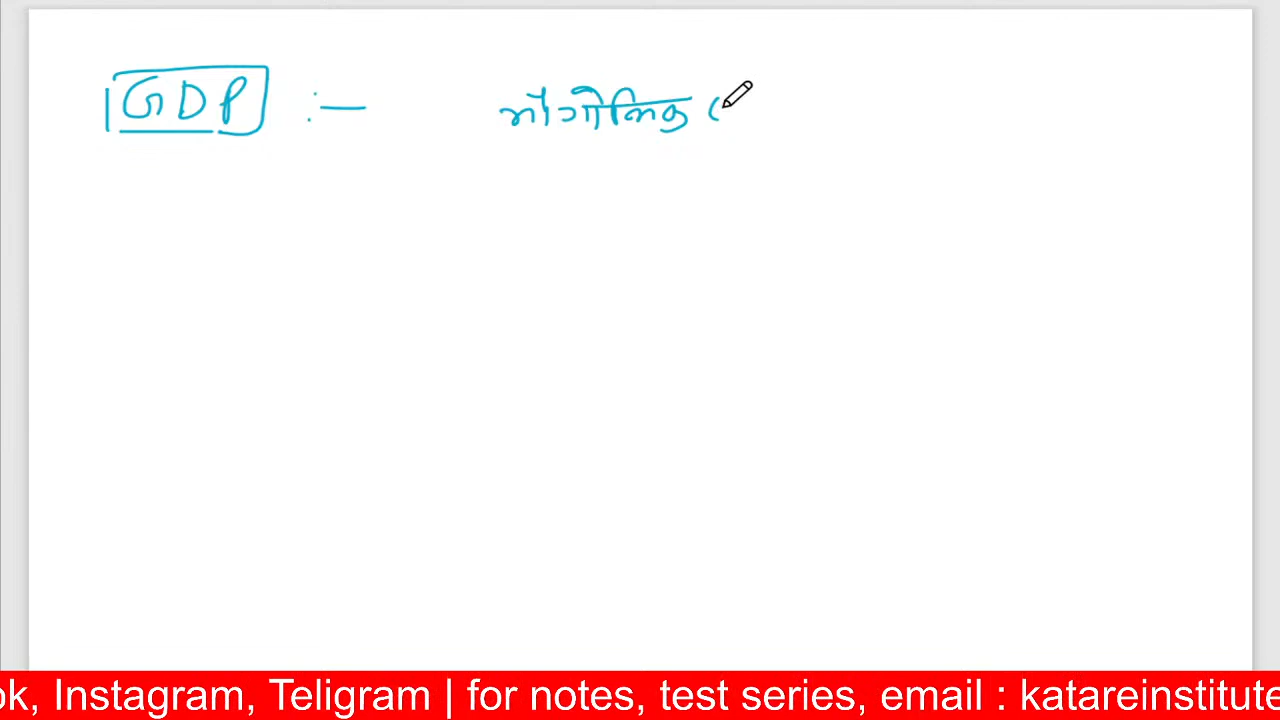 GDP :— भौगोलिक (
ok, Instagram, Teligram | for notes, test series, email : katareinstitute